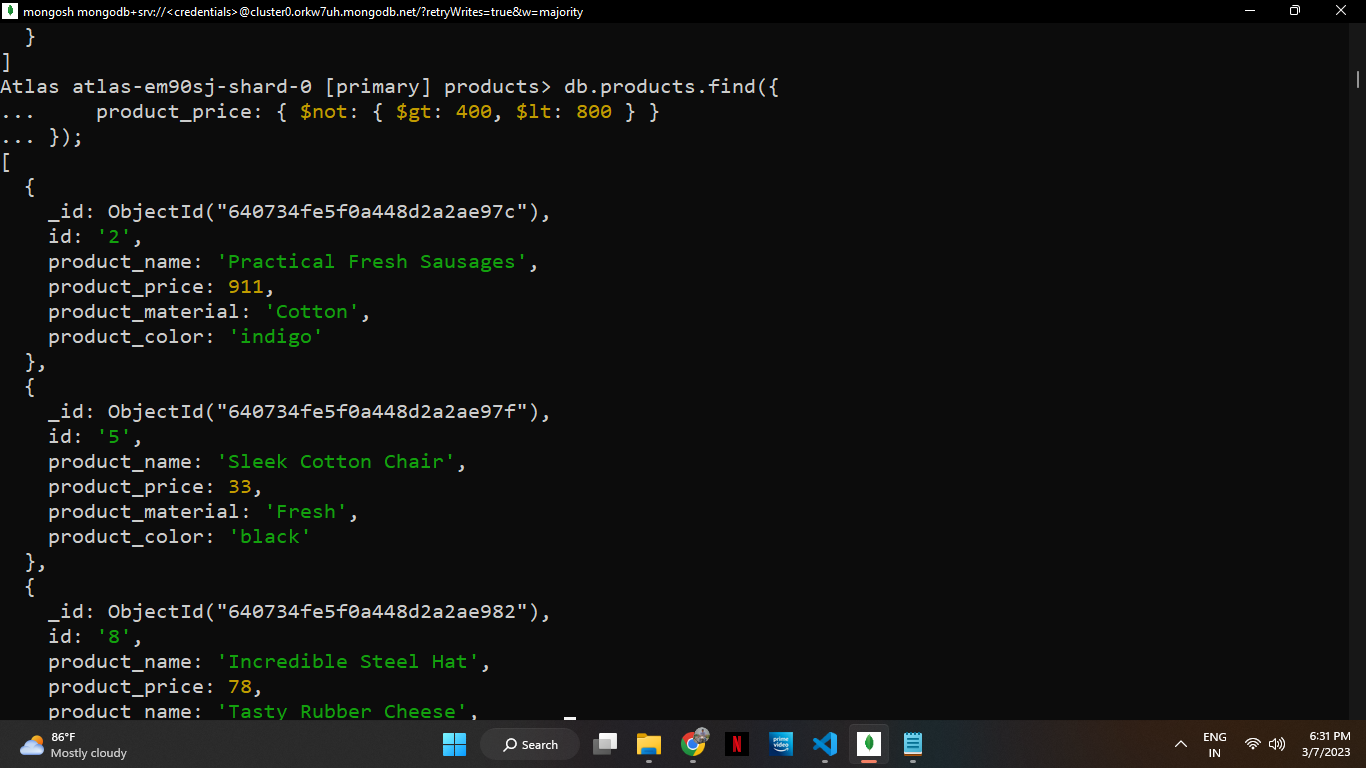 mongosh mongodb+srv://<credentials>@cluster0.orkw7uh.mongodb.net/?retryWrites=true&w=majority
  }
]
Atlas atlas-em90sj-shard-0 [primary] products> db.products.find({
...     product_price: { $not: { $gt: 400, $lt: 800 } }
... });
[
  {
    _id: ObjectId("640734fe5f0a448d2a2ae97c"),
    id: '2',
    product_name: 'Practical Fresh Sausages',
    product_price: 911,
    product_material: 'Cotton',
    product_color: 'indigo'
  },
  {
    _id: ObjectId("640734fe5f0a448d2a2ae97f"),
    id: '5',
    product_name: 'Sleek Cotton Chair',
    product_price: 33,
    product_material: 'Fresh',
    product_color: 'black'
  },
  {
    _id: ObjectId("640734fe5f0a448d2a2ae982"),
    id: '8',
    product_name: 'Incredible Steel Hat',
    product_price: 78,
    product_name: 'Tasty Rubber Cheese',
86°F
Mostly cloudy
Search
N
prime video
ENG
IN
6:31 PM
3/7/2023